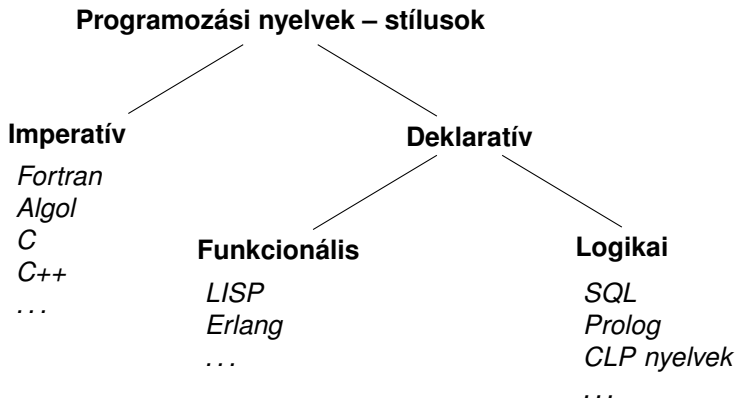 Programozási nyelvek – stílusok
Imperatív
Fortran
Algol
C
C++
. . .
Deklaratív
Funkcionális
LISP
Erlang
. . .
Logikai
SQL
Prolog
CLP nyelvek
. . .